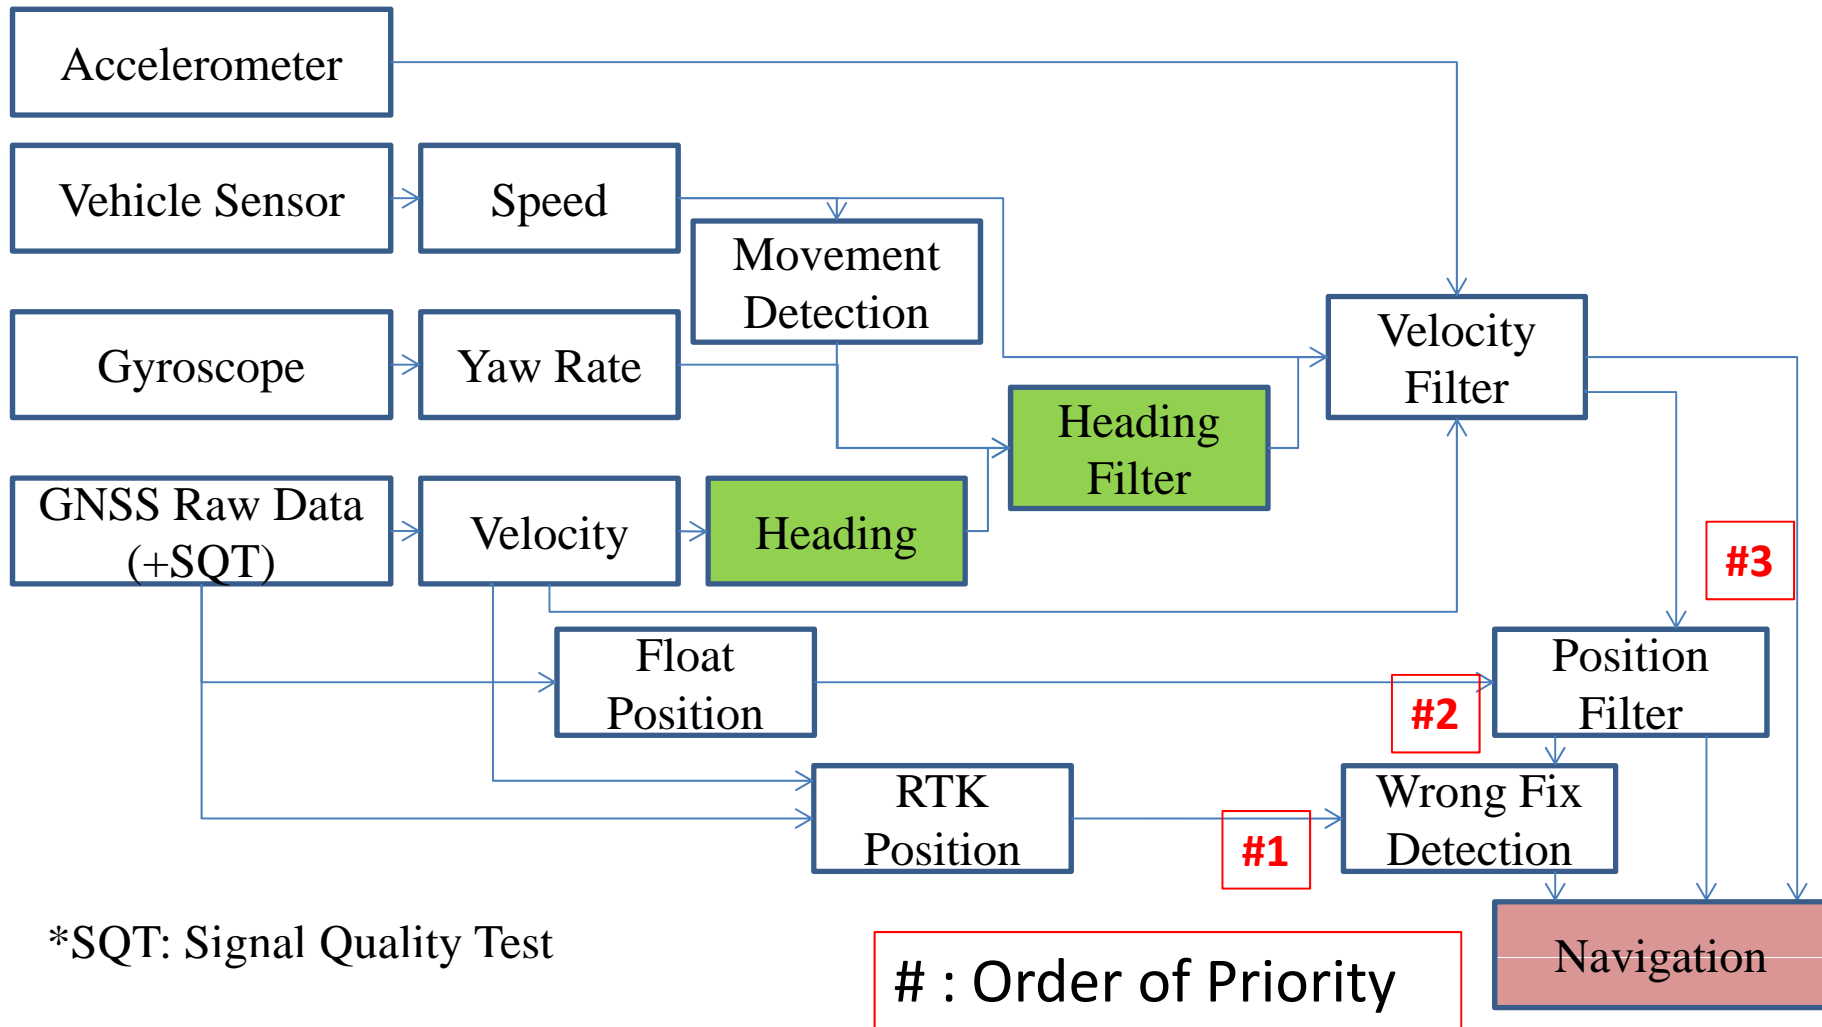 Accelerometer
Vehicle Sensor
Speed
Movement
Detection
Velocity
Filter
Gyroscope
Yaw Rate
Heading
Filter
GNSS Raw Data
(+SQT)
Velocity
Heading
#3
Float
Position
#2
Position
Filter
RTK
Position
#1
Wrong Fix
Detection
*SQT: Signal Quality Test
# : Order of Priority
Navigation